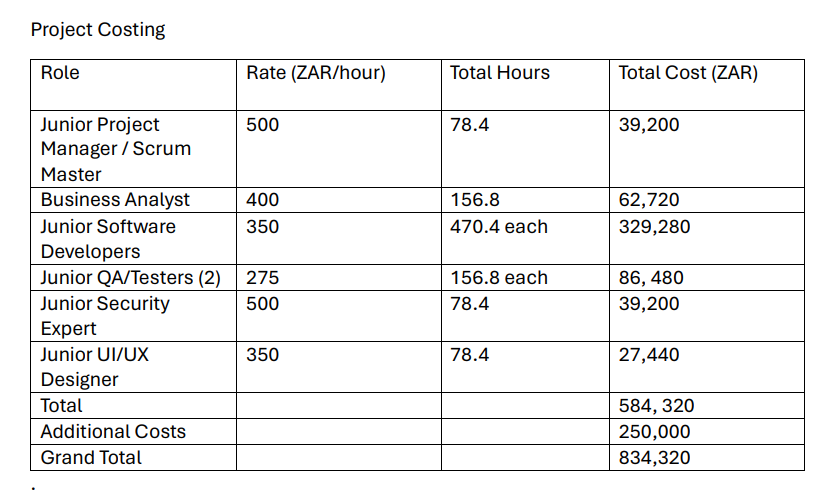 Project Costing
Role Rate (ZAR/hour) Total Hours Total Cost (ZAR)
Junior Project 500 78.4 39,200
Manager / Scrum
Master
Business Analyst 400 156.8 62,720
Junior Software 350 470.4 each 329,280
Developers
Junior QA/Testers (2) 275 156.8 each 86, 480
Junior Security 500 78.4 39,200
Expert
Junior UI/UX 350 78.4 27,440
Designer
Total 584, 320
Additional Costs 250,000
Grand Total 834,320
.